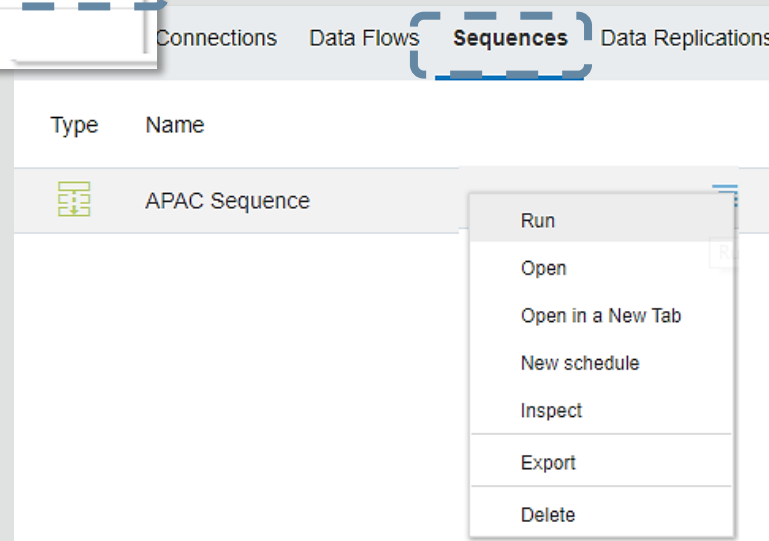 Connections Data Flows Sequences Data Replications
Type Name
APAC Sequence
Run
Open
Open in a New Tab
New schedule
Inspect
Export
Delete